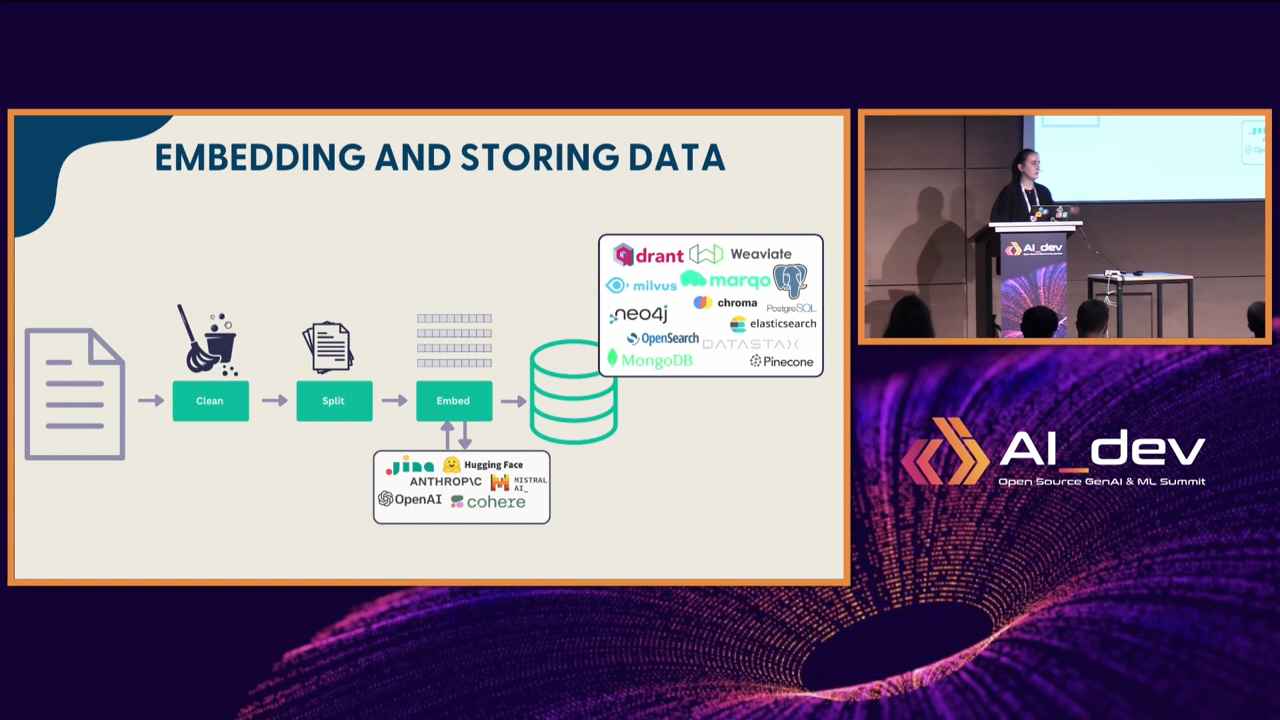 EMBEDDING AND STORING DATA
Clean
Split
Embed
qdrant
Weaviate
milvus
marqo
chroma
PostgreSQL
neo4j
elasticsearch
OpenSearch
DATASTAX
MongoDB
Pinecone
Jina
Hugging Face
ANTHROP\C
MISTRAL
AI_
OpenAI
cohere
AI_dev
AI_dev
Open Source GenAI & ML Summit